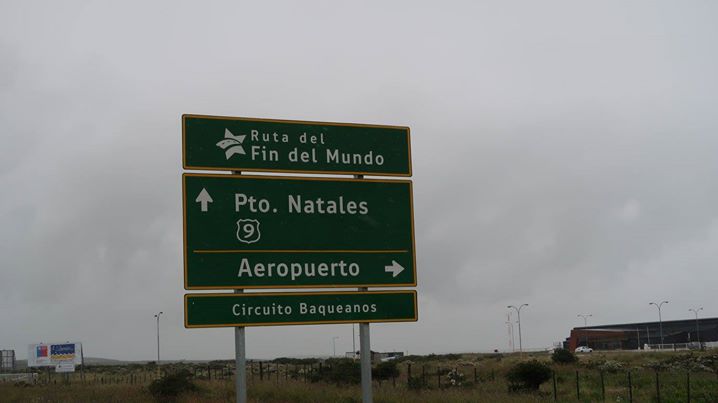 Ruta del
Fin del Mundo
Pto. Natales
9
Aeropuerto
Circuito Baqueanos